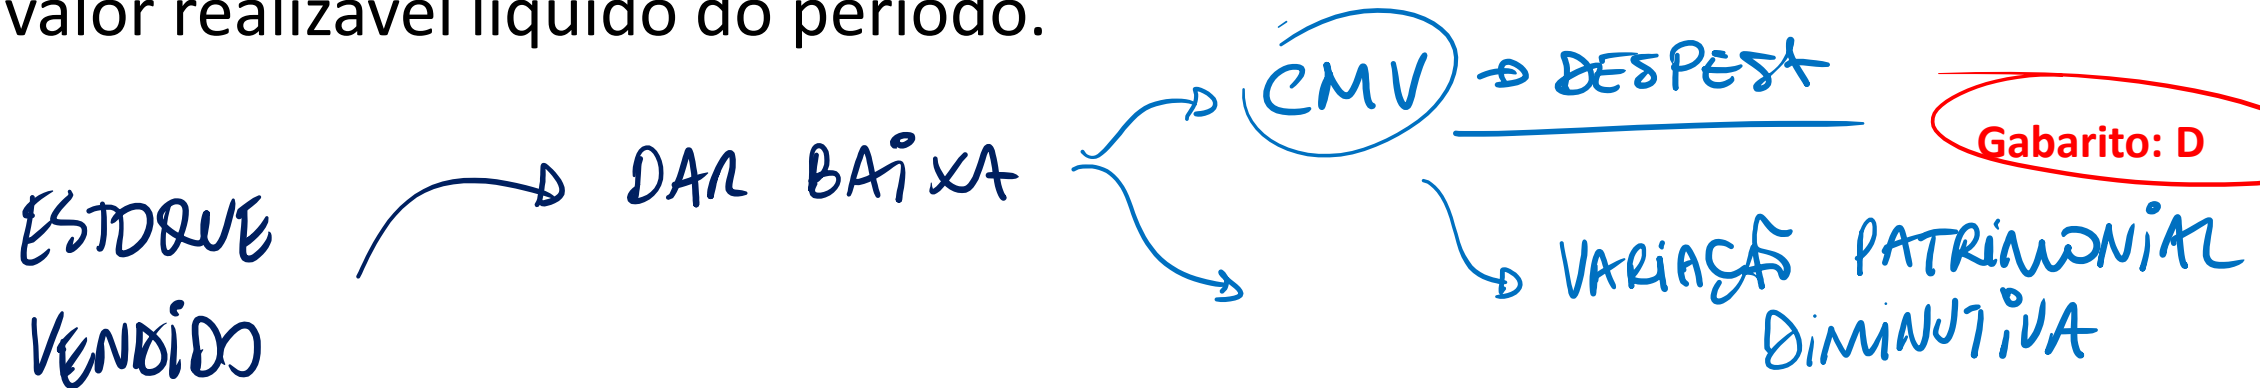 valor realizável líquido do período.
CMV → DESPESA
Gabarito: D
DAR BAIXA
ESTOQUE
VENDIDO
VARIAÇÃO PATRIMONIAL
DIMINUTIVA